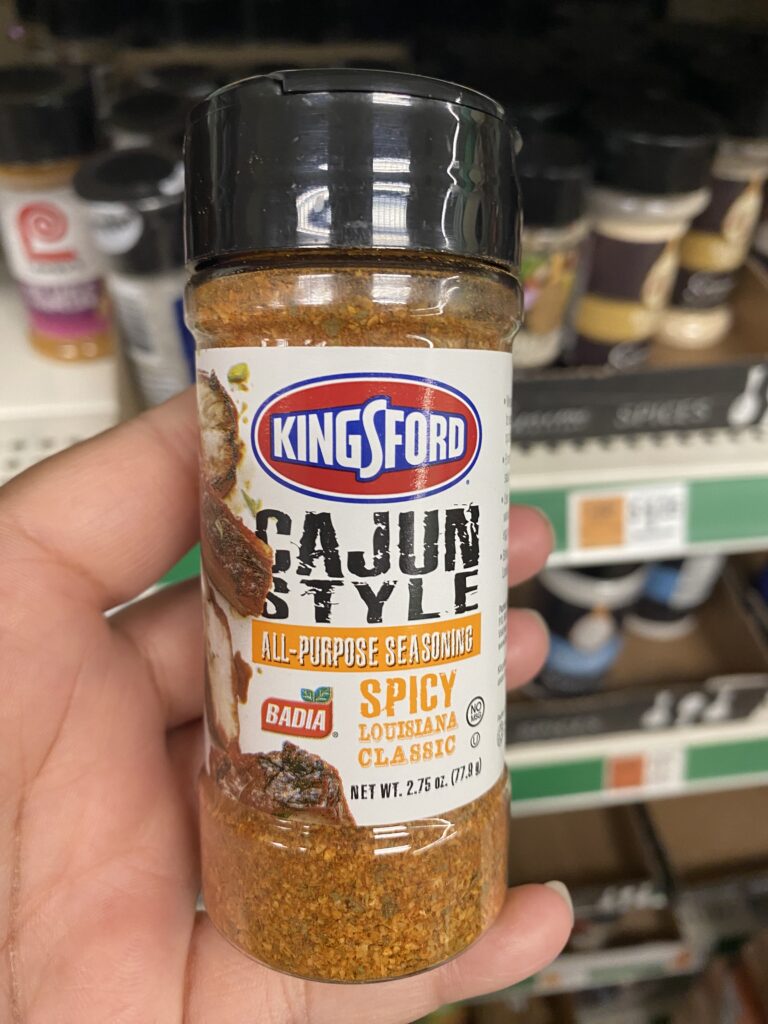 KINGSFORD
CAJUN
STYLE
ALL-PURPOSE SEASONING
BADIA
SPICY
LOUISIANA
CLASSIC
NO
MSG
U
NET WT. 2.75 oz. (77.9 g)
SPICES